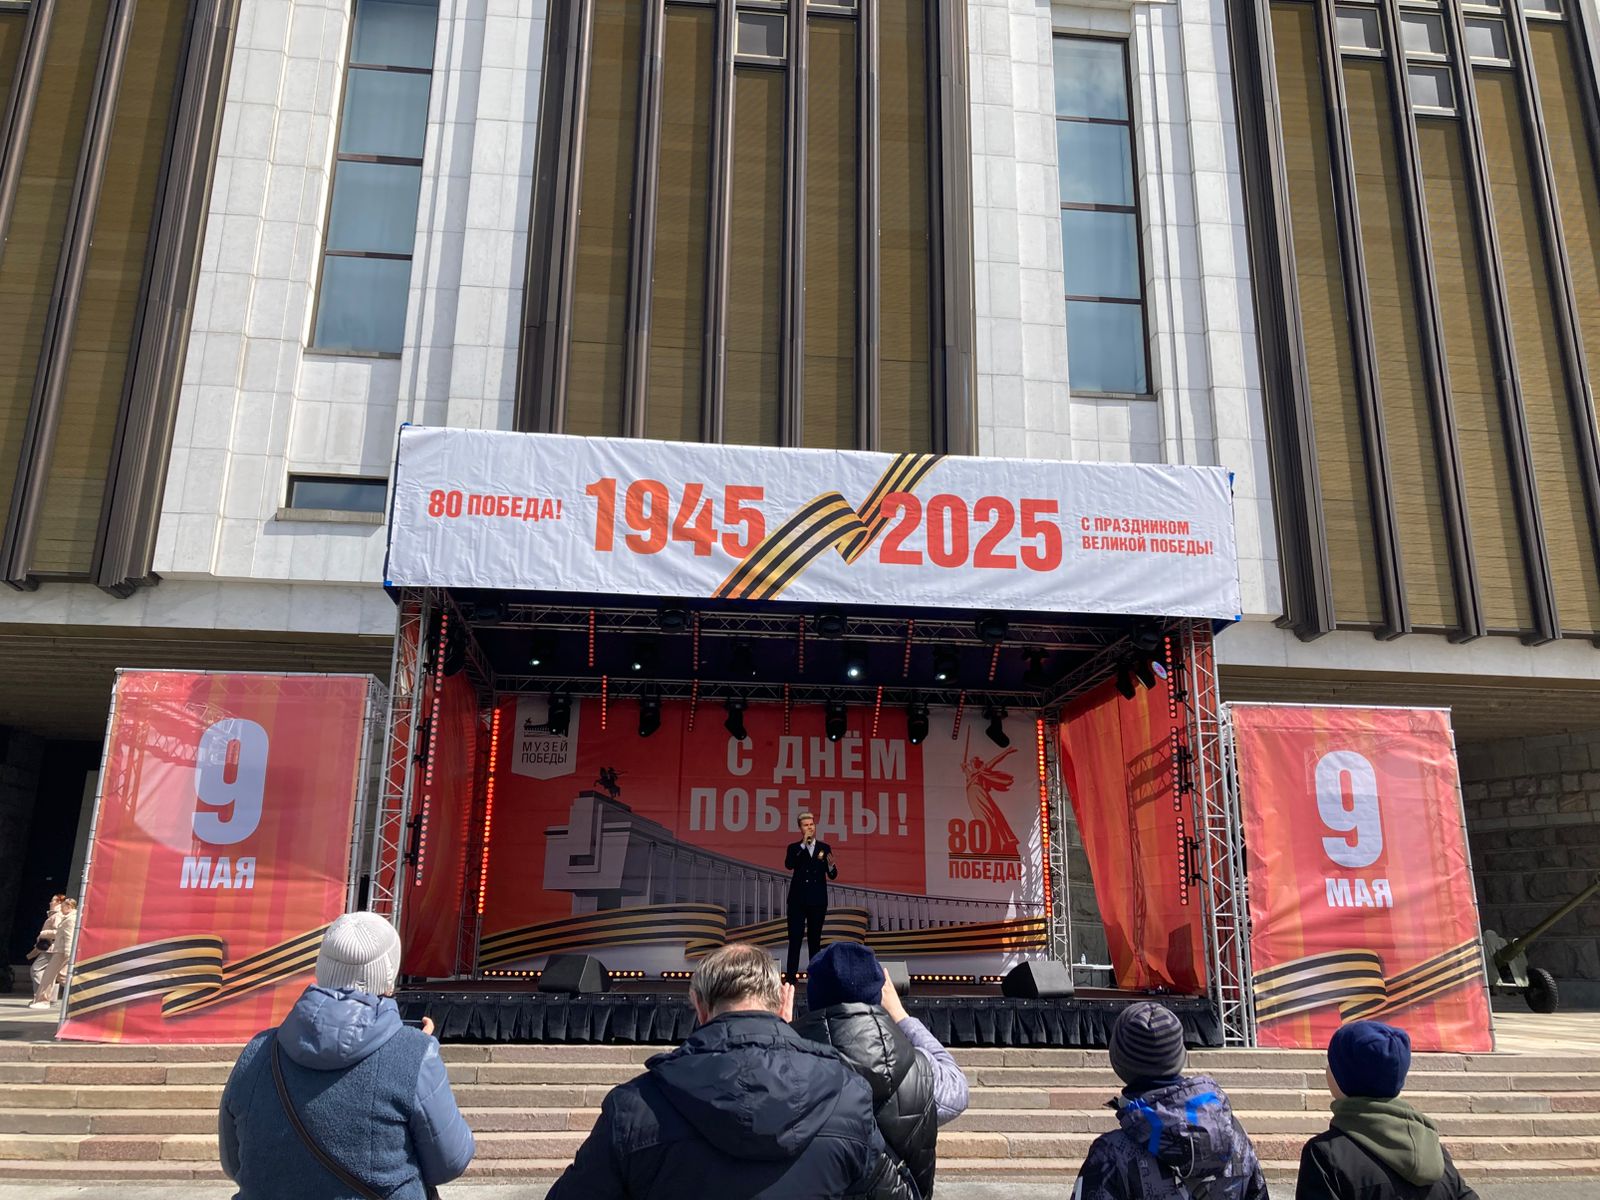 80 ПОБЕДА!
1945
2025
С ПРАЗДНИКОМ
ВЕЛИКОЙ ПОБЕДЫ!
9
МАЯ
МУЗЕЙ
ПОБЕДЫ
С ДНЁМ
ПОБЕДЫ!
80
ПОБЕДА!
9
МАЯ